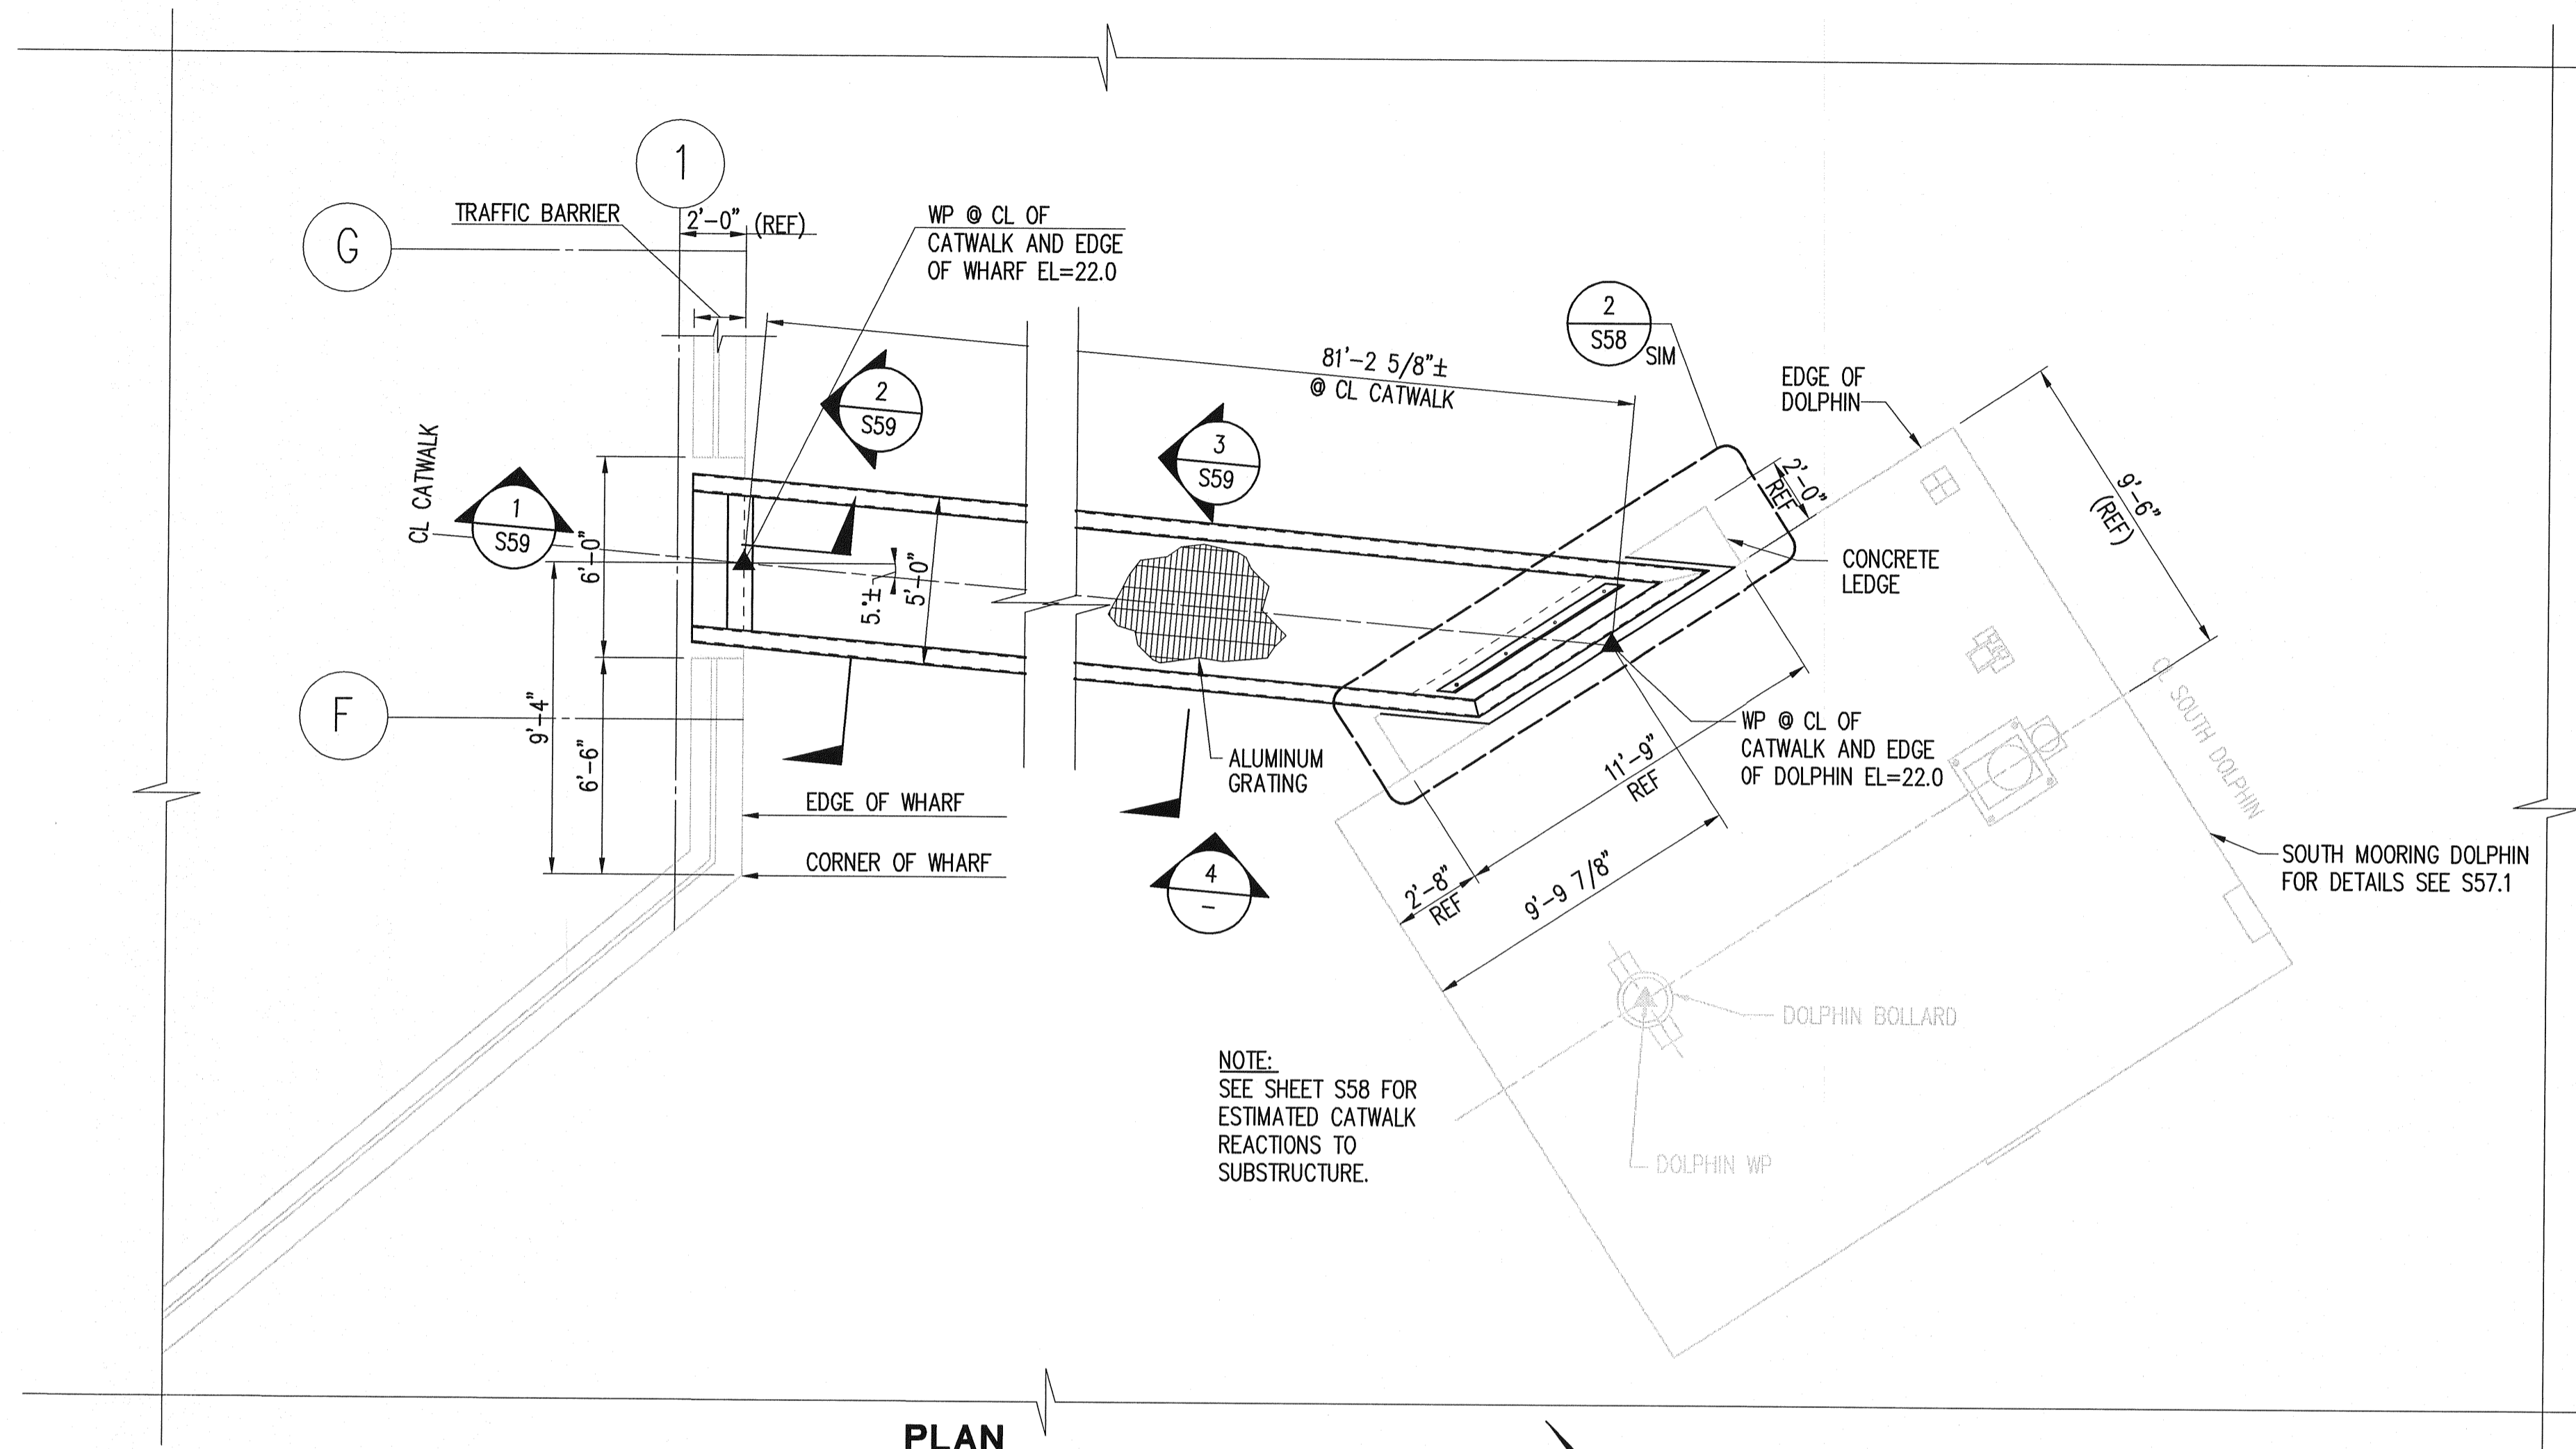 1
G
TRAFFIC BARRIER
2'-0" (REF)
WP @ CL OF
CATWALK AND EDGE
OF WHARF EL=22.0
2
S58
SIM
81'-2 5/8"±
@ CL CATWALK
EDGE OF
DOLPHIN
2
S59
3
S59
CL CATWALK
1
S59
2'-0"
REF
9'-6"
(REF)
6'-0"
5.°±
5'-0"
CONCRETE
LEDGE
F
9'-4"
6'-6"
CL SOUTH DOLPHIN
WP @ CL OF
CATWALK AND EDGE
OF DOLPHIN EL=22.0
ALUMINUM
GRATING
11'-9"
REF
EDGE OF WHARF
CORNER OF WHARF
4
–
2'-8"
REF
9'-9 7/8"
SOUTH MOORING DOLPHIN
FOR DETAILS SEE S57.1
DOLPHIN BOLLARD
NOTE:
SEE SHEET S58 FOR
ESTIMATED CATWALK
REACTIONS TO
SUBSTRUCTURE.
DOLPHIN WP
PLAN